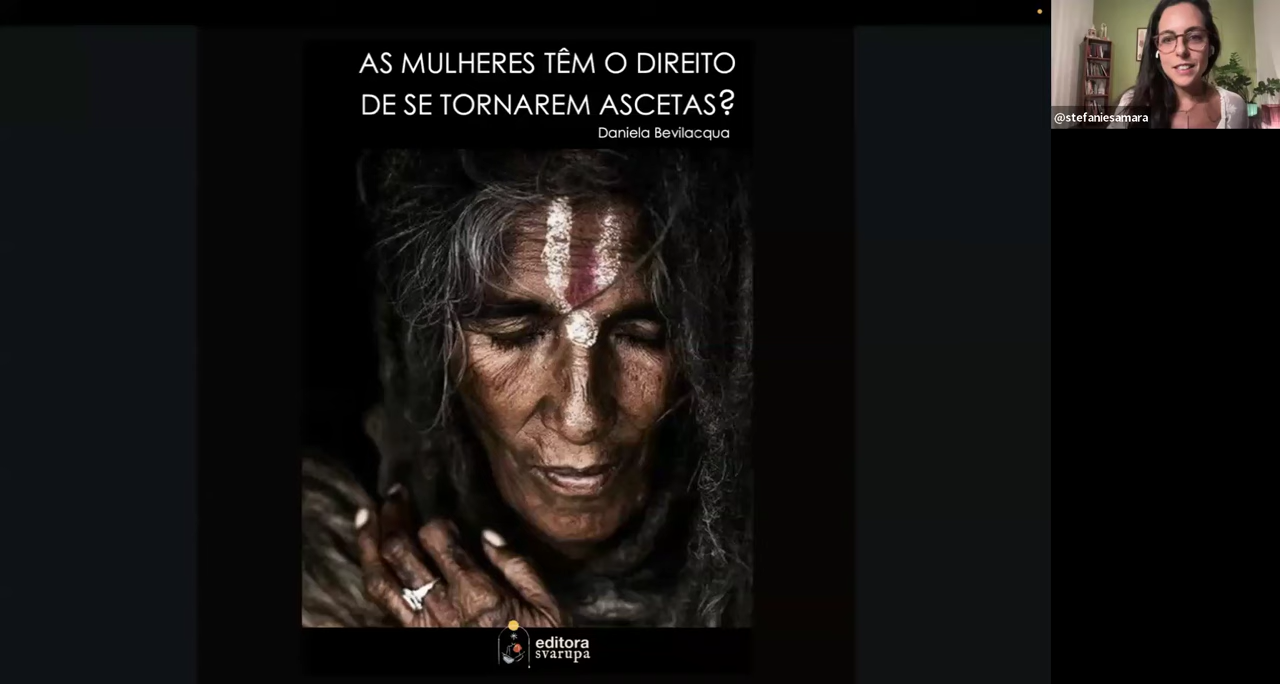 AS MULHERES TÊM O DIREITO
DE SE TORNAREM ASCETAS?
Daniela Bevilacqua
editora
svarupa
@stefaniesamara